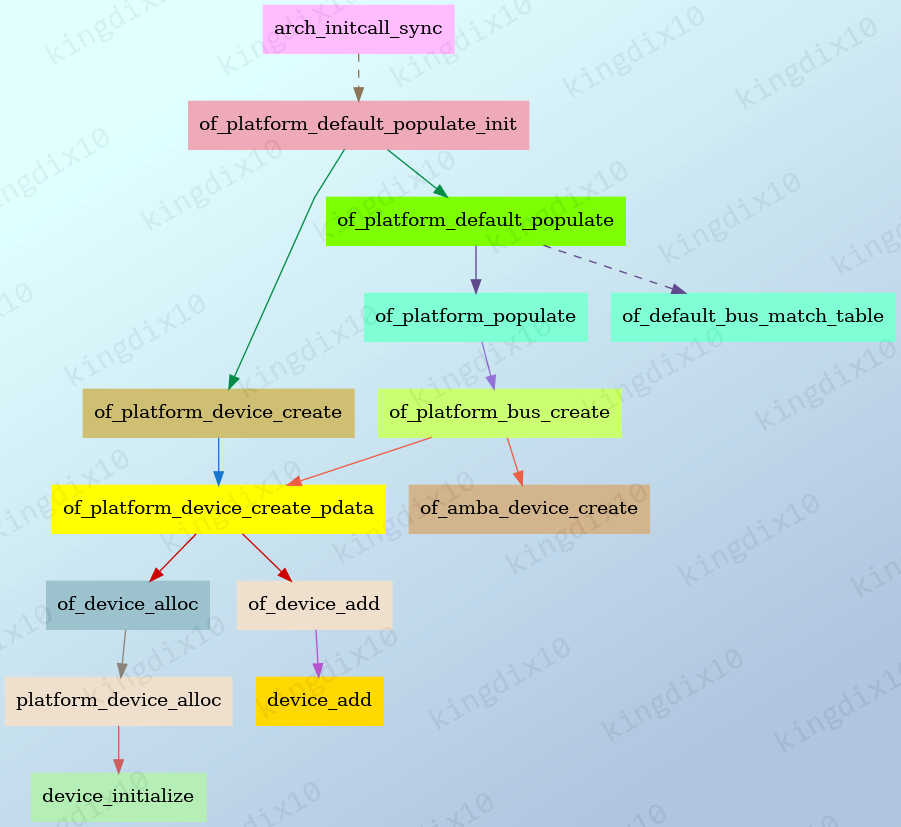 arch_initcall_sync
of_platform_default_populate_init
of_platform_default_populate
of_platform_populate
of_default_bus_match_table
of_platform_device_create
of_platform_bus_create
of_platform_device_create_pdata
of_amba_device_create
of_device_alloc
of_device_add
platform_device_alloc
device_add
device_initialize
kingdix10